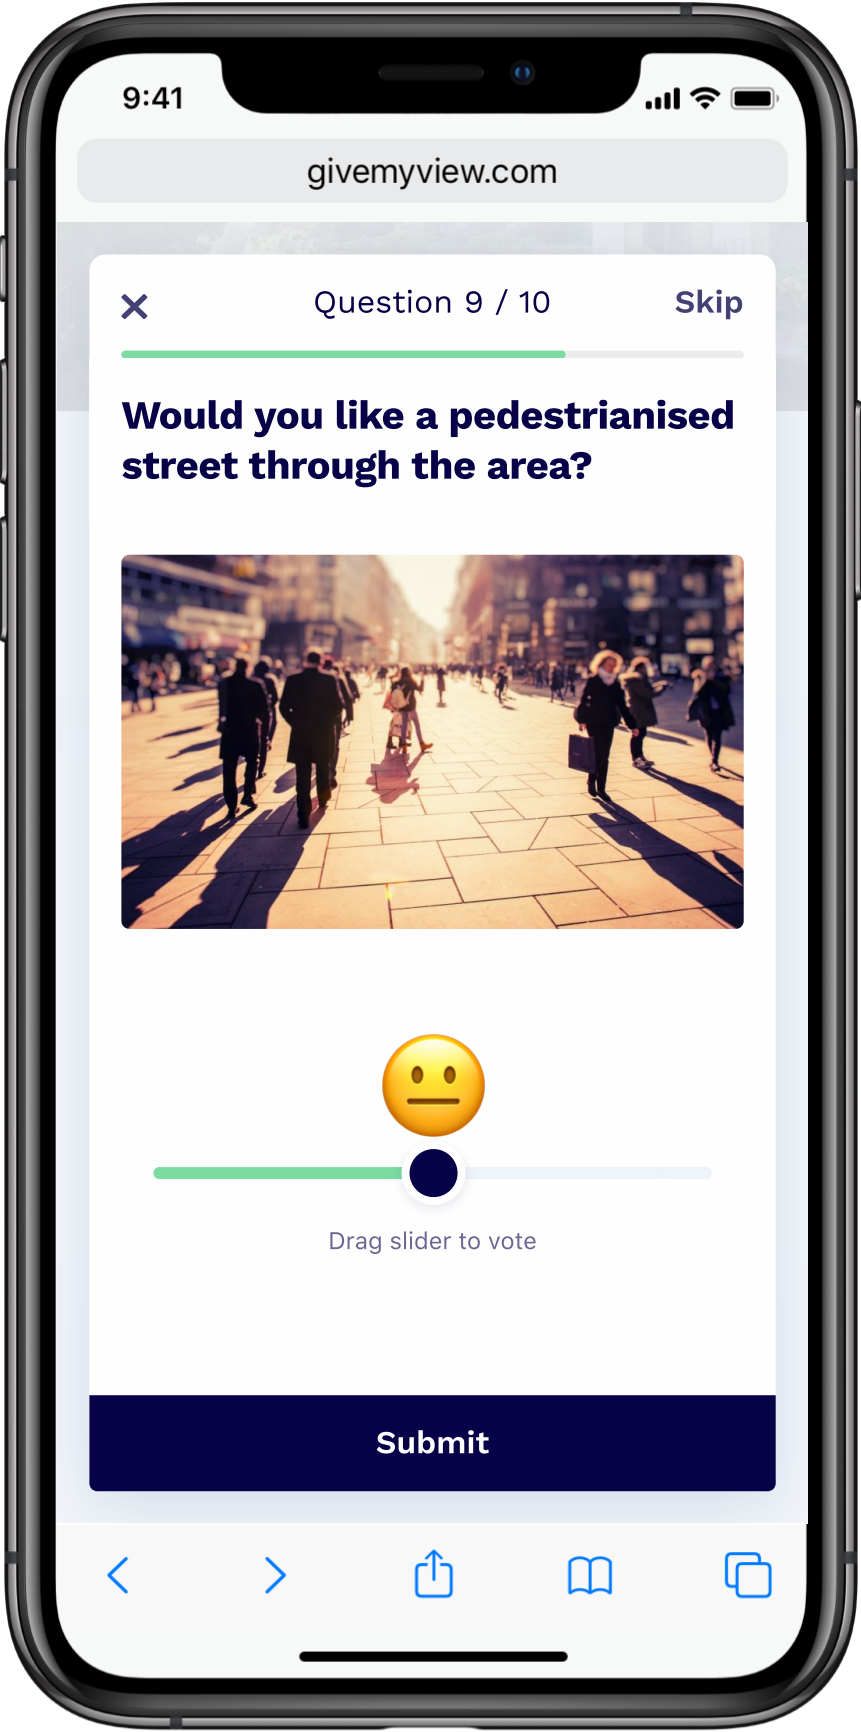 9:41
givemyview.com
Question 9 / 10
Skip
Would you like a pedestrianised
street through the area?
Drag slider to vote
Submit